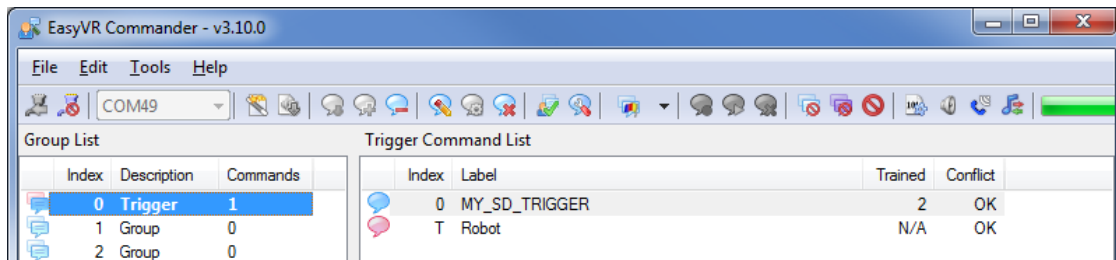 EasyVR Commander - v3.10.0
File Edit Tools Help
COM49
Group List
Trigger Command List
Index Description Commands
Index Label Trained Conflict
0 Trigger 1
0 MY_SD_TRIGGER 2 OK
1 Group 0
T Robot N/A OK
2 Group 0